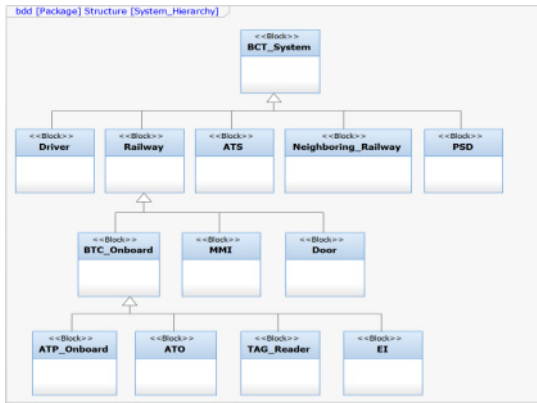 bdd [Package] Structure [System_Hierarchy]
<<Block>>
BCT_System
<<Block>>
Driver
<<Block>>
Railway
<<Block>>
ATS
<<Block>>
Neighboring_Railway
<<Block>>
PSD
<<Block>>
BTC_Onboard
<<Block>>
MMI
<<Block>>
Door
<<Block>>
ATP_Onboard
<<Block>>
ATO
<<Block>>
TAG_Reader
<<Block>>
EI